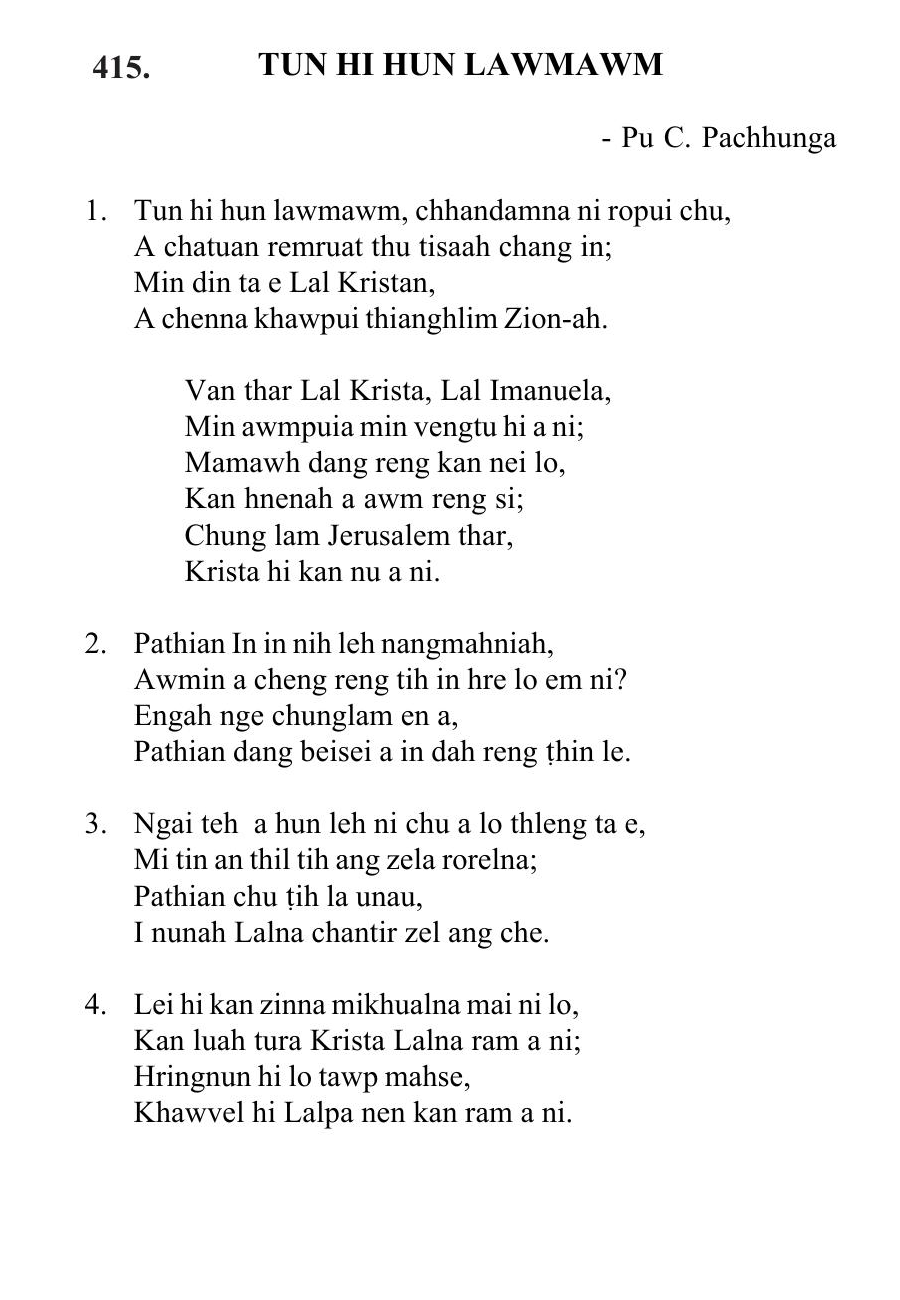 415. TUN HI HUN LAWMAWM
- Pu C. Pachhunga
1. Tun hi hun lawmawm, chhandamna ni ropui chu,
A chatuan remruat thu tisaah chang in;
Min din ta e Lal Kristan,
A chenna khawpui thianghlim Zion-ah.
Van thar Lal Krista, Lal Imanuela,
Min awmpuia min vengtu hi a ni;
Mamawh dang reng kan nei lo,
Kan hnenah a awm reng si;
Chung lam Jerusalem thar,
Krista hi kan nu a ni.
2. Pathian In in nih leh nangmahniah,
Awmin a cheng reng tih in hre lo em ni?
Engah nge chunglam en a,
Pathian dang beisei a in dah reng ṭhin le.
3. Ngai teh a hun leh ni chu a lo thleng ta e,
Mi tin an thil tih ang zela rorelna;
Pathian chu ṭih la unau,
I nunah Lalna chantir zel ang che.
4. Lei hi kan zinna mikhualna mai ni lo,
Kan luah tura Krista Lalna ram a ni;
Hringnun hi lo tawp mahse,
Khawvel hi Lalpa nen kan ram a ni.